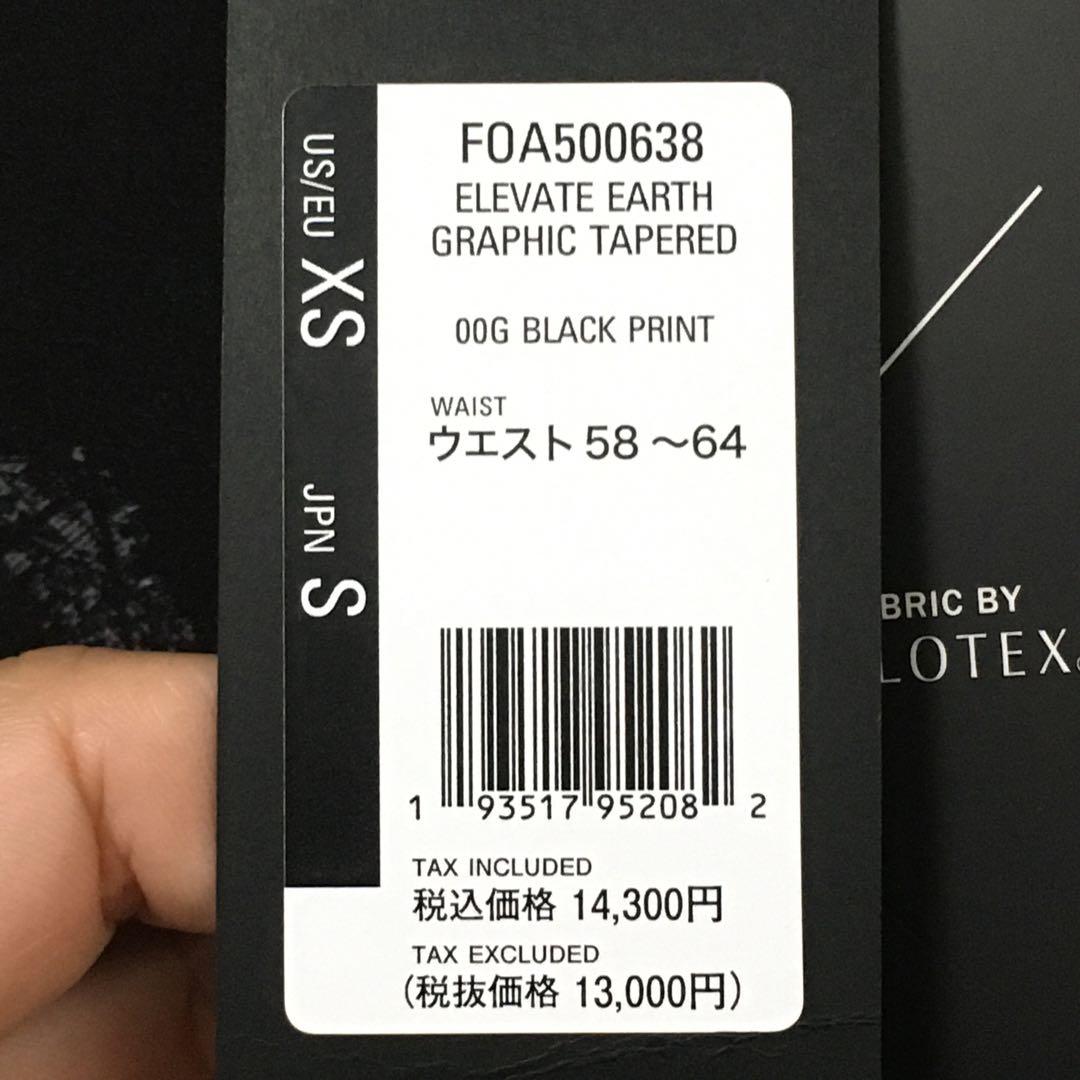 US/EU XS
JPN S
FOA500638
ELEVATE EARTH
GRAPHIC TAPERED
00G BLACK PRINT
WAIST
ウエスト 58 〜64
1 93517 95208 2
TAX INCLUDED
税込価格 14,300円
TAX EXCLUDED
(税抜価格 13,000円)
BRIC BY
LOTEX